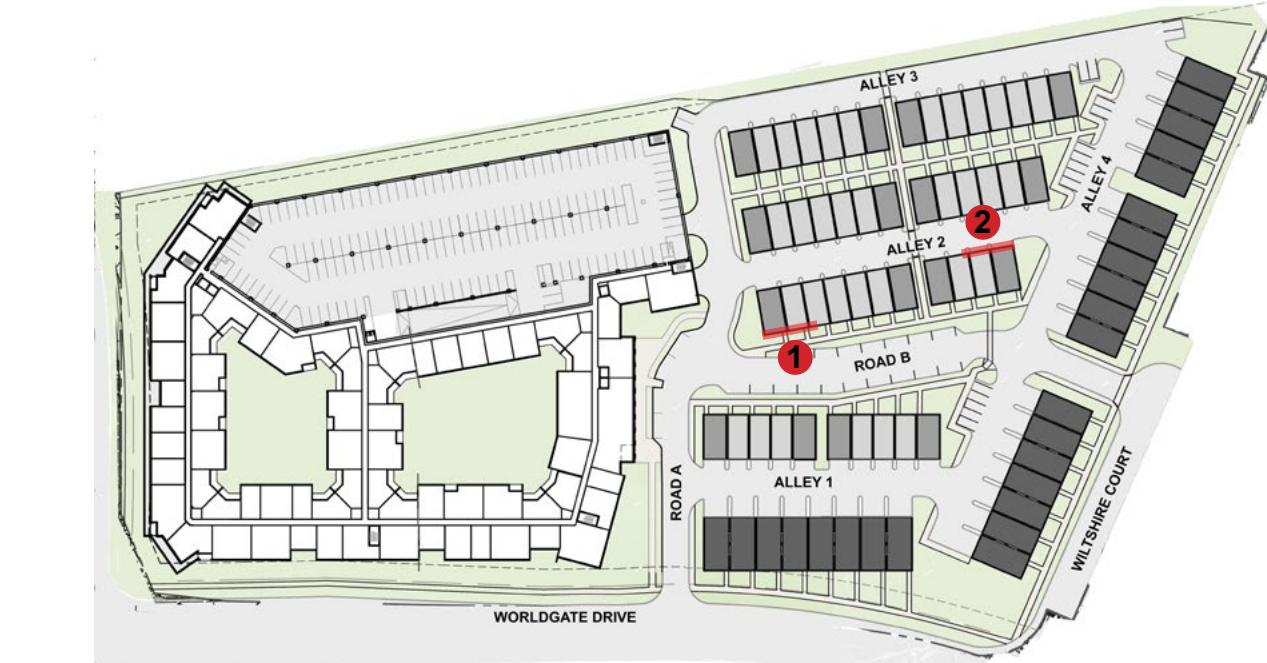 ALLEY 3
ALLEY 4
2
ALLEY 2
1
ROAD B
ROAD A
ALLEY 1
WILTSHIRE COURT
WORLDGATE DRIVE